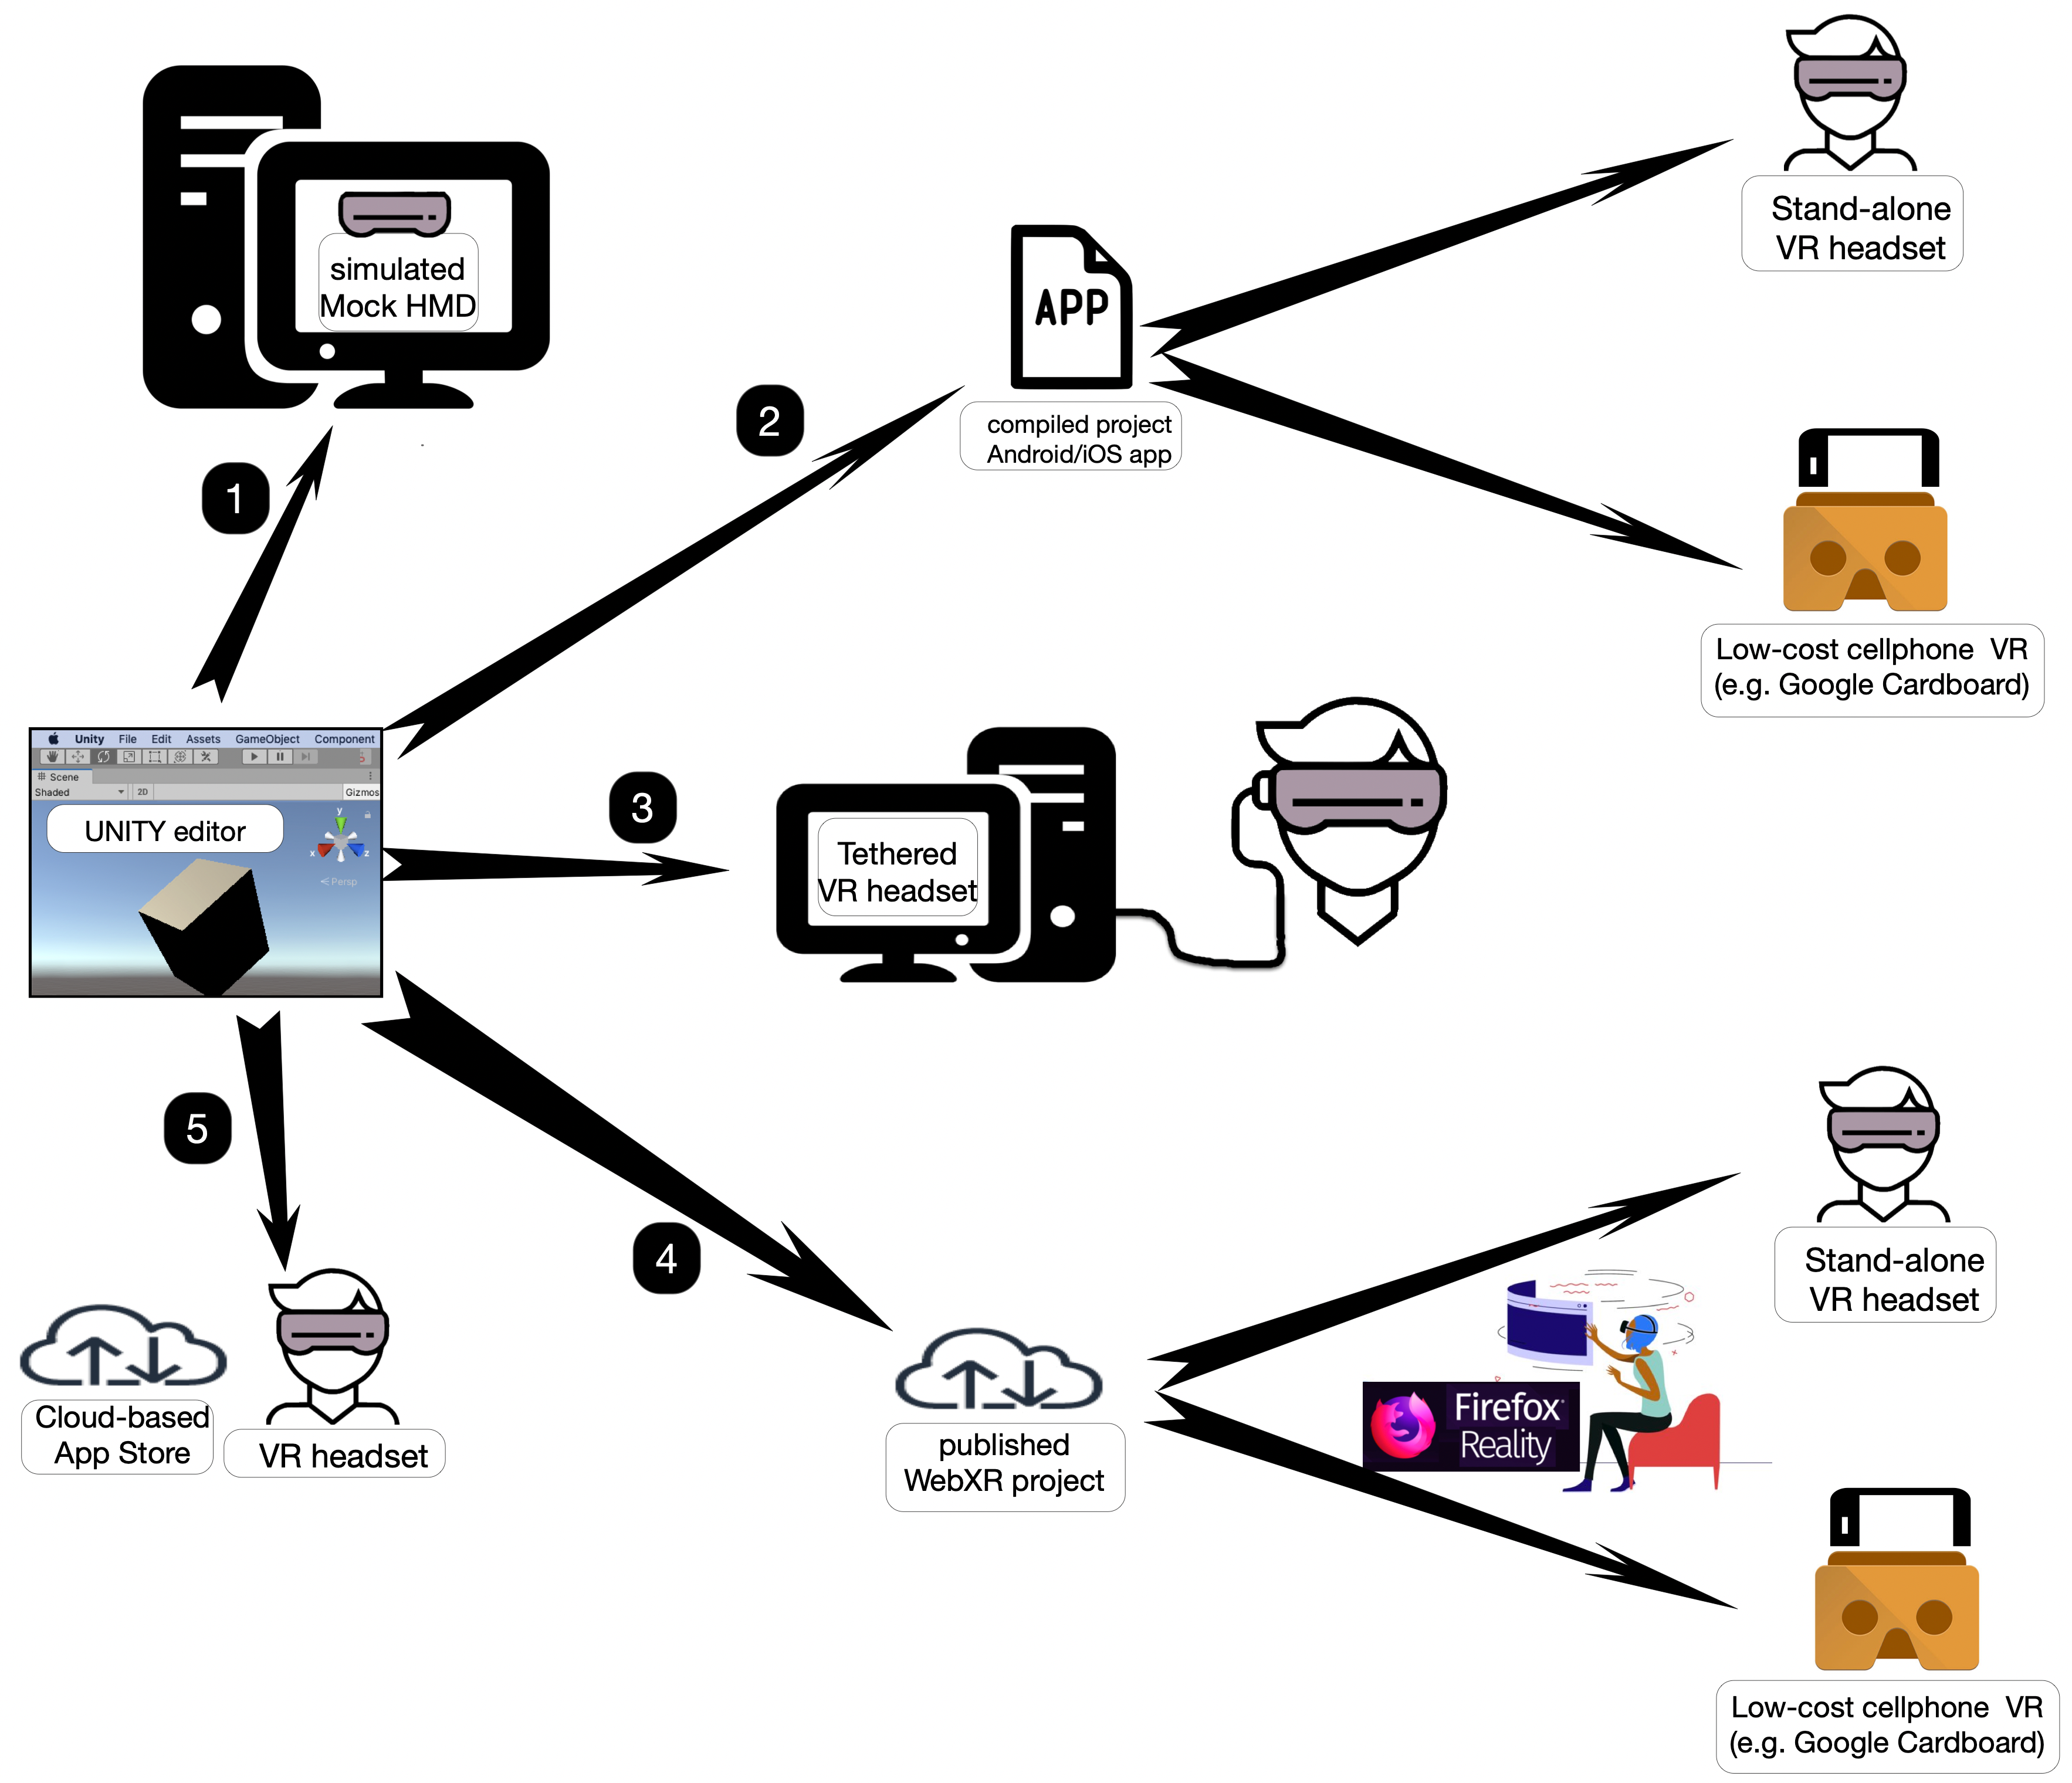 simulated
Mock HMD
1
2
APP
compiled project
Android/iOS app
Stand-alone
VR headset
Low-cost cellphone VR
(e.g. Google Cardboard)
Unity File Edit Assets GameObject Component
Scene
Shaded 2D Gizmos
UNITY editor
y
x z
Persp
3
Tethered
VR headset
5
4
Cloud-based
App Store
VR headset
published
WebXR project
Firefox
Reality
Stand-alone
VR headset
Low-cost cellphone VR
(e.g. Google Cardboard)